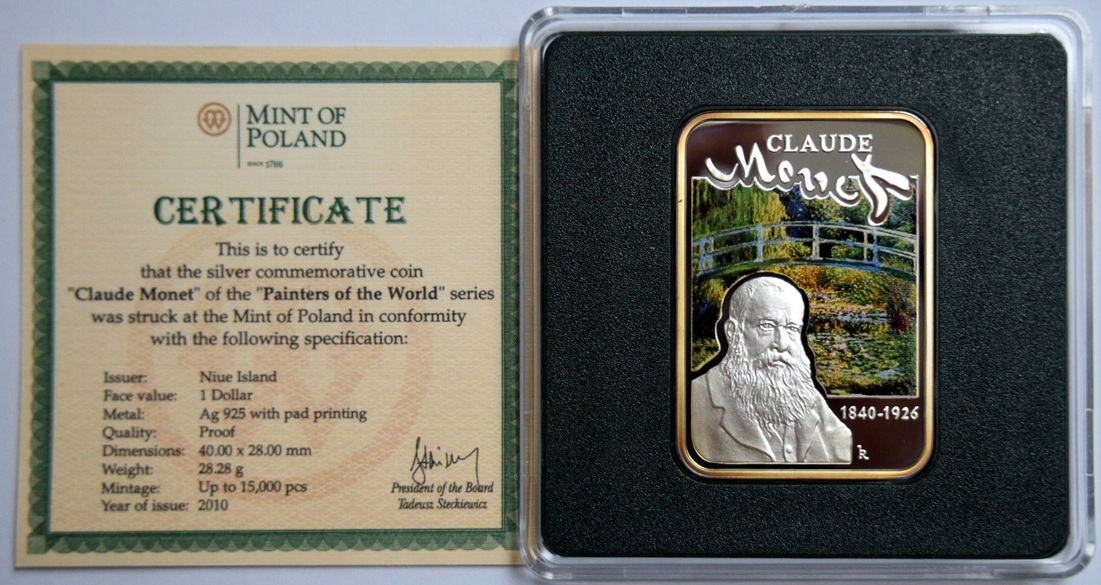 MINT OF
POLAND
SINCE 1766
CERTIFICATE
This is to certify
that the silver commemorative coin
"Claude Monet" of the "Painters of the World" series
was struck at the Mint of Poland in conformity
with the following specification:
Issuer: Niue Island
Face value: 1 Dollar
Metal: Ag 925 with pad printing
Quality: Proof
Dimensions: 40.00 x 28.00 mm
Weight: 28.28 g
Mintage: Up to 15,000 pcs
Year of issue: 2010
President of the Board
Tadeusz Steckiewicz
CLAUDE
Monet
1840-1926